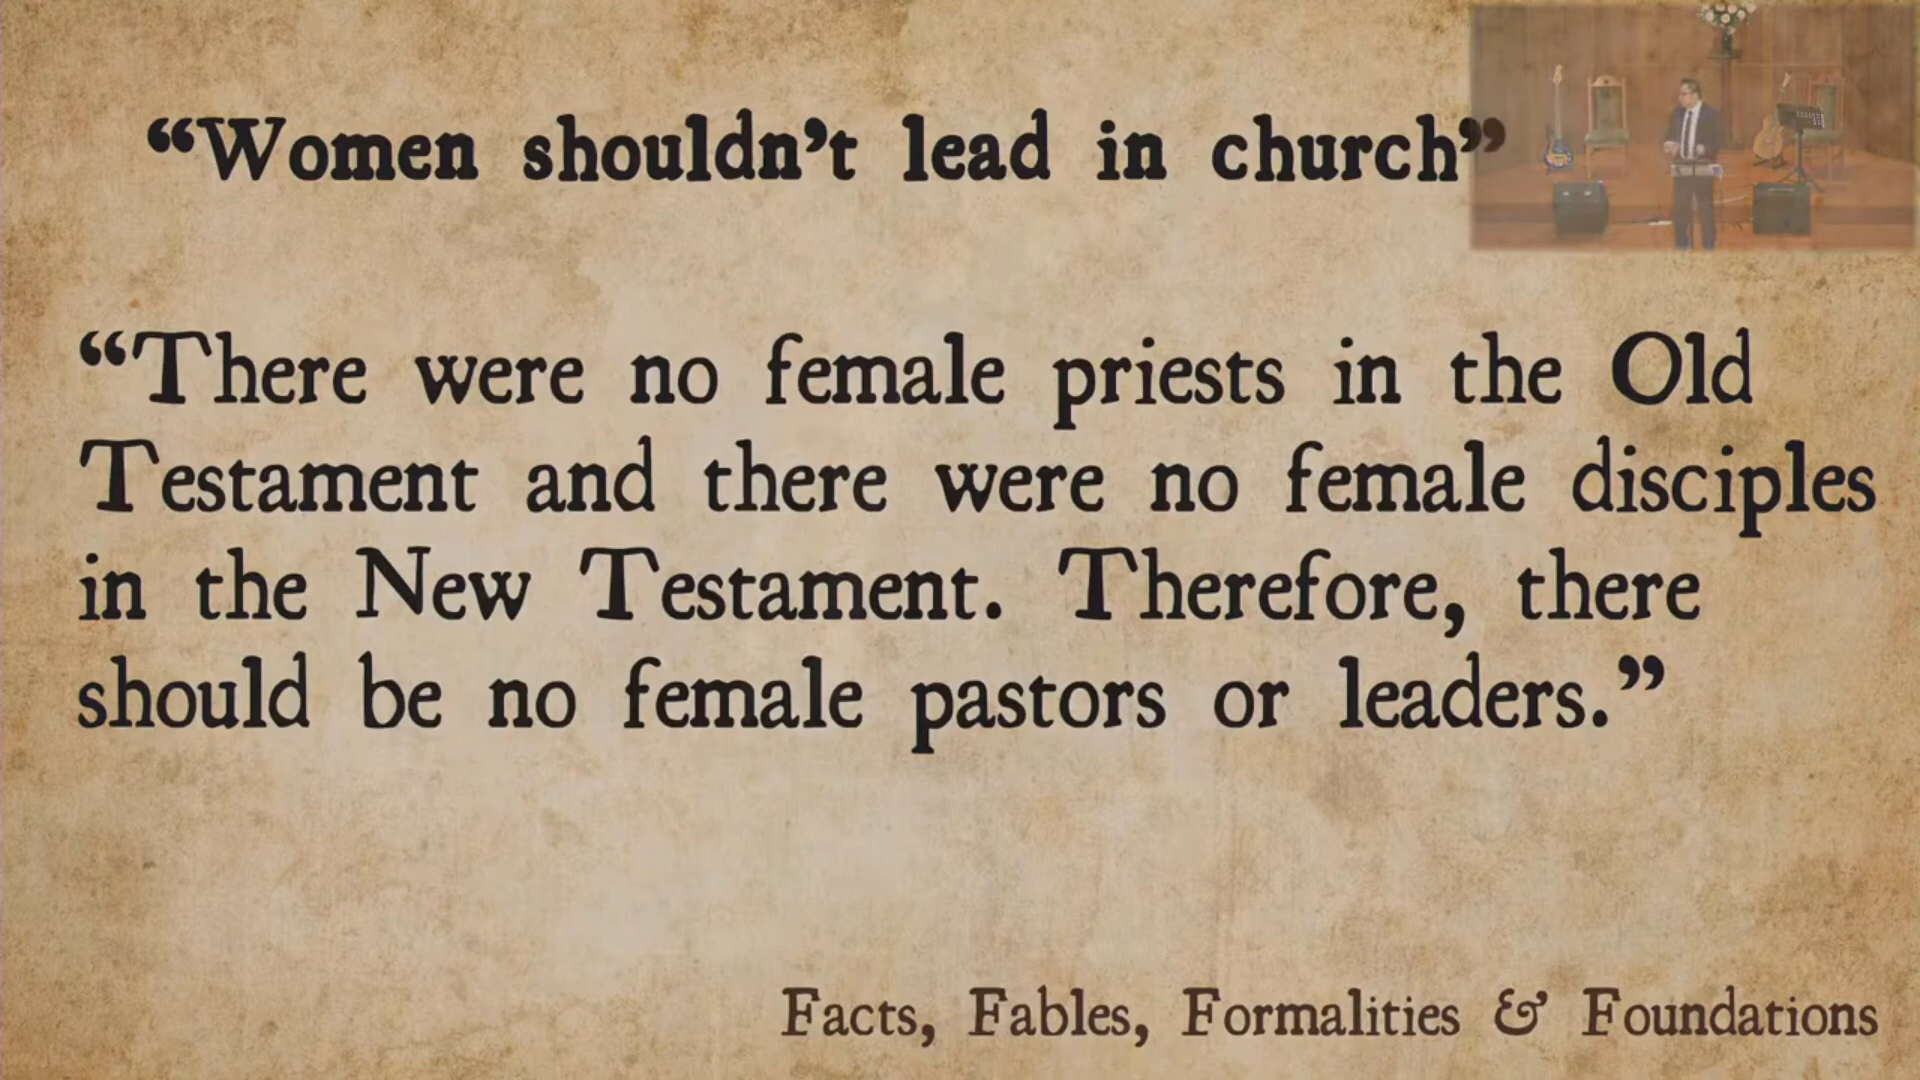 “Women shouldn’t lead in church”
“There were no female priests in the Old
Testament and there were no female disciples
in the New Testament. Therefore, there
should be no female pastors or leaders.”
Facts, Fables, Formalities & Foundations